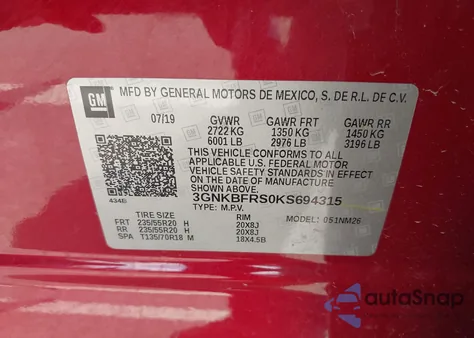 GM
MFD BY GENERAL MOTORS DE MEXICO, S. DE R.L. DE C.V.
07/19 GVWR GAWR FRT GAWR RR
2722 KG 1350 KG 1450 KG
6001 LB 2976 LB 3196 LB
THIS VEHICLE CONFORMS TO ALL
APPLICABLE U.S. FEDERAL MOTOR
VEHICLE SAFETY STANDARDS IN EFFECT
ON THE DATE OF MANUFACTURE
SHOWN ABOVE.
3GNKBFRS0KS694315
TYPE: M.P.V. MODEL: 051NM26
TIRE SIZE RIM
FRT 235/55R20 H 20X8J
RR 235/55R20 H 20X8J
SPA T135/70R18 M 18X4.5B
autoSnap